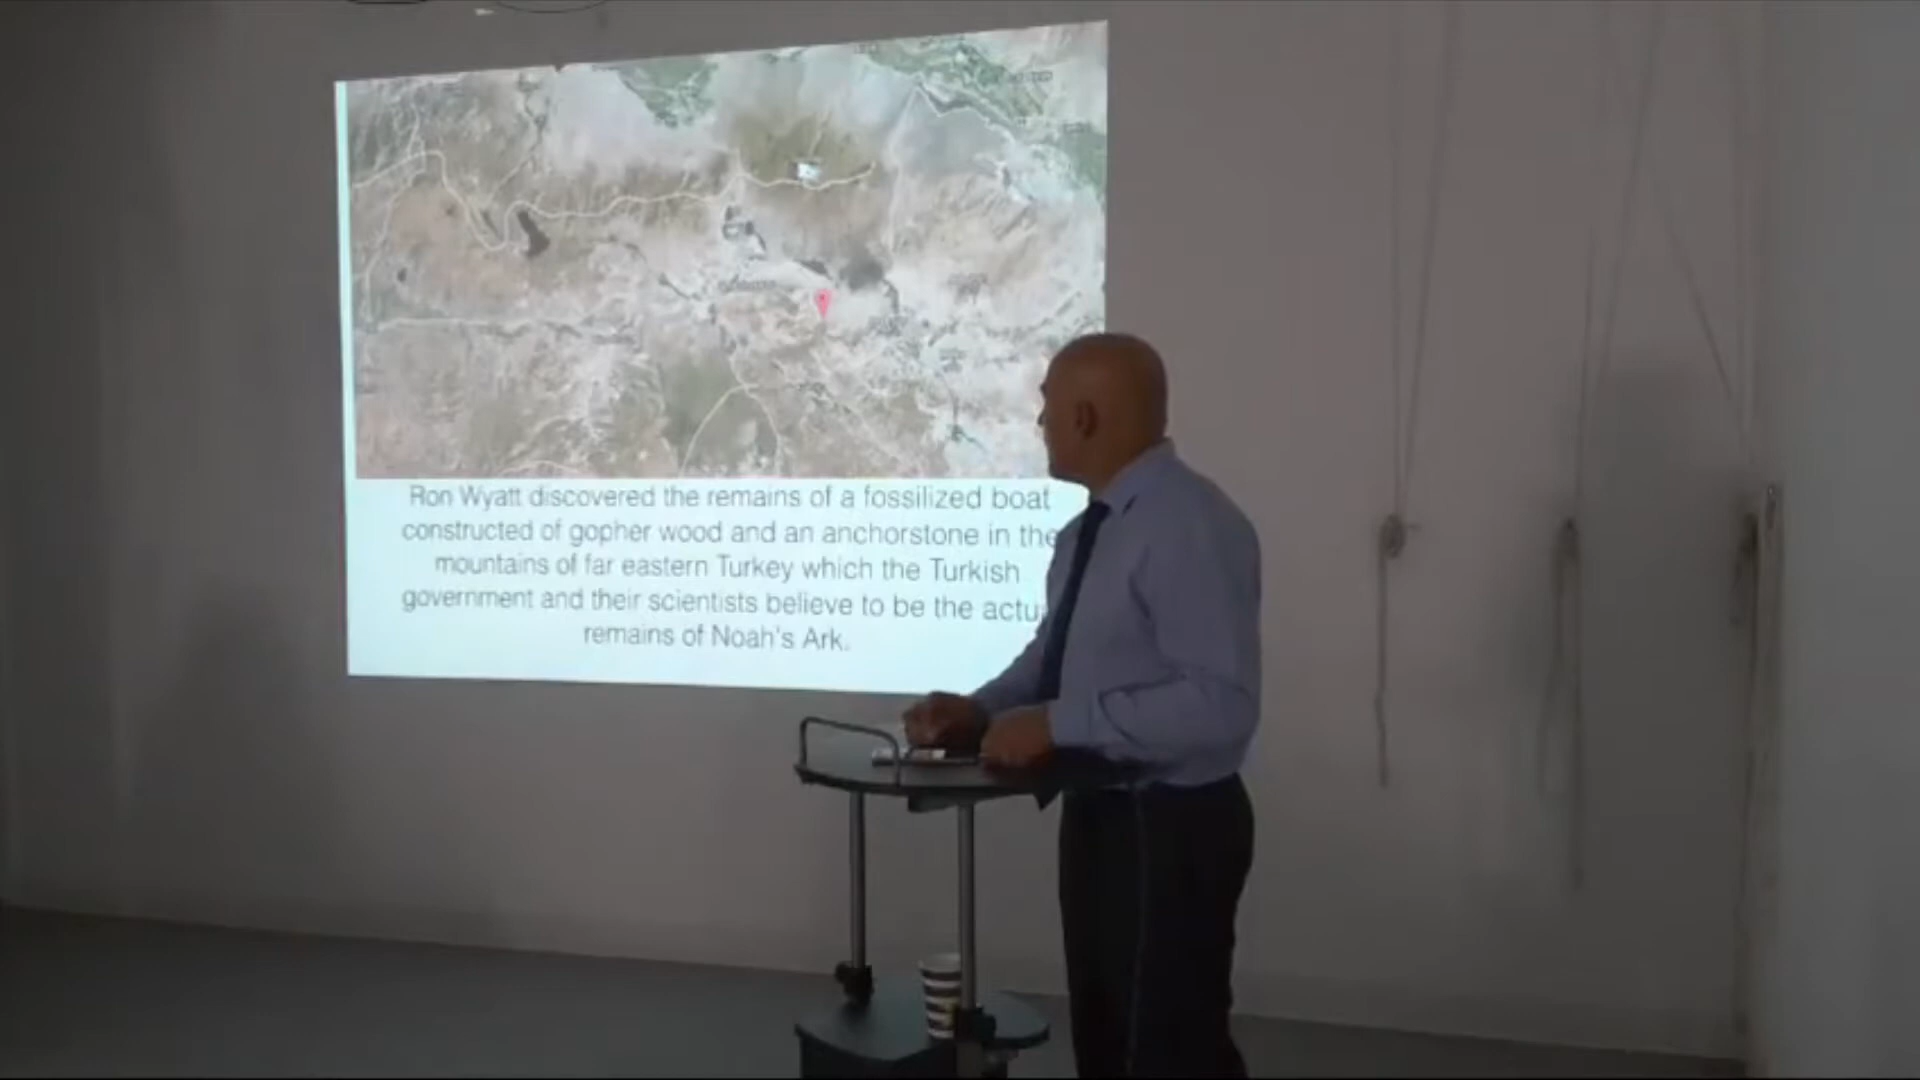 Ron Wyatt discovered the remains of a fossilized boat
constructed of gopher wood and an anchorstone in the
mountains of far eastern Turkey which the Turkish
government and their scientists believe to be the actu
remains of Noah's Ark.